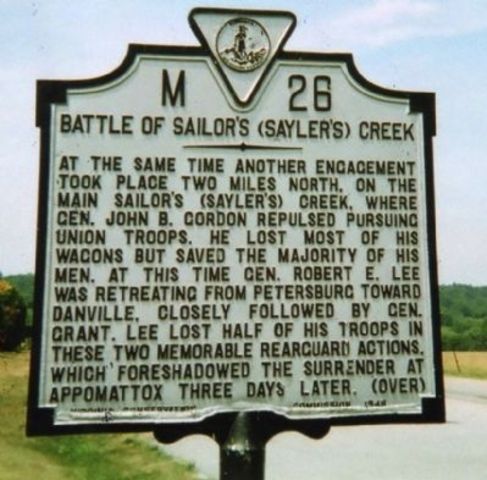 M 26
BATTLE OF SAILOR'S (SAYLER'S) CREEK
AT THE SAME TIME ANOTHER ENGAGEMENT
TOOK PLACE TWO MILES NORTH, ON THE
MAIN SAILOR'S (SAYLER'S) CREEK, WHERE
GEN. JOHN B. GORDON REPULSED PURSUING
UNION TROOPS. HE LOST MOST OF HIS
WAGONS BUT SAVED THE MAJORITY OF HIS
MEN. AT THIS TIME GEN. ROBERT E. LEE
WAS RETREATING FROM PETERSBURG TOWARD
DANVILLE, CLOSELY FOLLOWED BY GEN.
GRANT. LEE LOST HALF OF HIS TROOPS IN
THESE TWO MEMORABLE REARGUARD ACTIONS,
WHICH FORESHADOWED THE SURRENDER AT
APPOMATTOX THREE DAYS LATER. (OVER)
VIRGINIA CONSERVATION COMMISSION